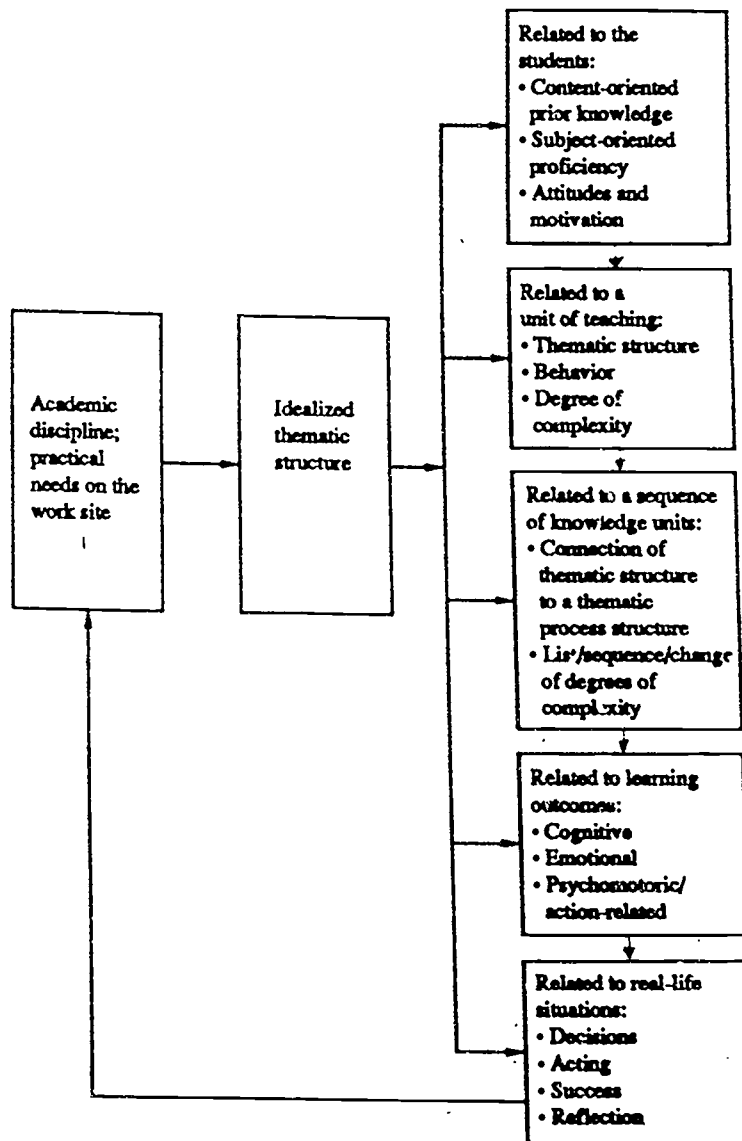 Academic
discipline;
practical
needs on the
work site
Idealized
thematic
structure
Related to the
students:
• Content-oriented
prior knowledge
• Subject-oriented
proficiency
• Attitudes and
motivation
Related to a
unit of teaching:
• Thematic structure
• Behavior
• Degree of
complexity
Related to a sequence
of knowledge units:
• Connection of
thematic structure
to a thematic
process structure
• List/sequence/change
of degrees of
complexity
Related to learning
outcomes:
• Cognitive
• Emotional
• Psychomotoric/
action-related
Related to real-life
situations:
• Decisions
• Acting
• Success
• Reflection